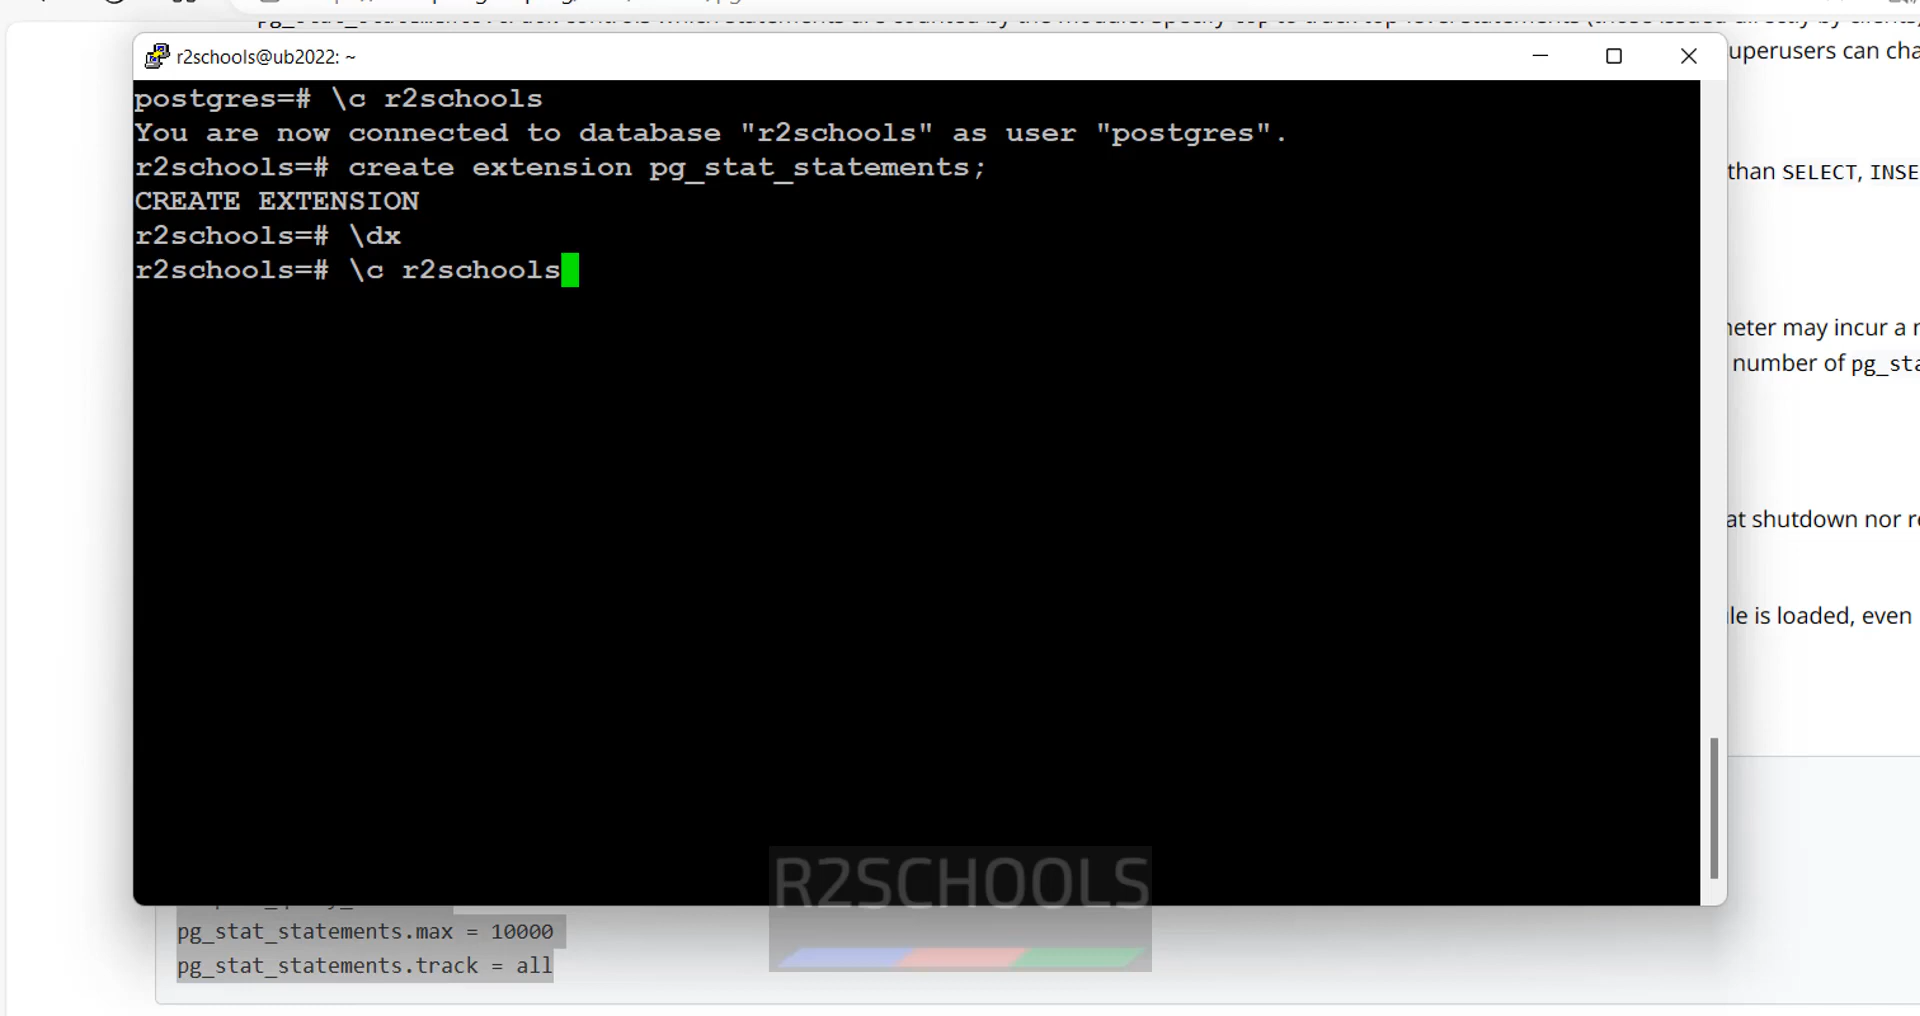 r2schools@ub2022: ~
uperusers can cha
postgres=# \c r2schools
You are now connected to database "r2schools" as user "postgres".
r2schools=# create extension pg_stat_statements;
than SELECT, INSE
CREATE EXTENSION
r2schools=# \dx
r2schools=# \c r2schools
eter may incur a
number of pg_sta
at shutdown nor re
le is loaded, even
R2SCHOOLS
pg_stat_statements.max = 10000
pg_stat_statements.track = all